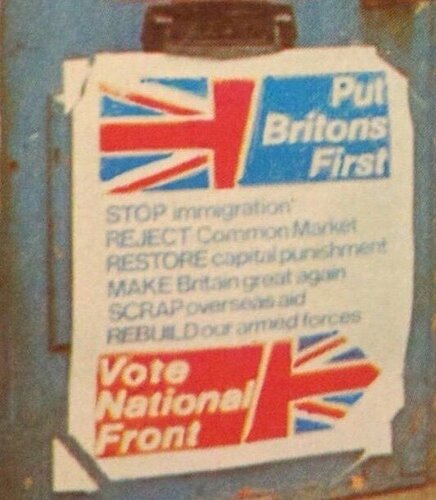 Put
Britons
First
STOP immigration
REJECT Common Market
RESTORE capital punishment
MAKE Britain great again
SCRAP overseas aid
REBUILD our armed forces
Vote
National
Front